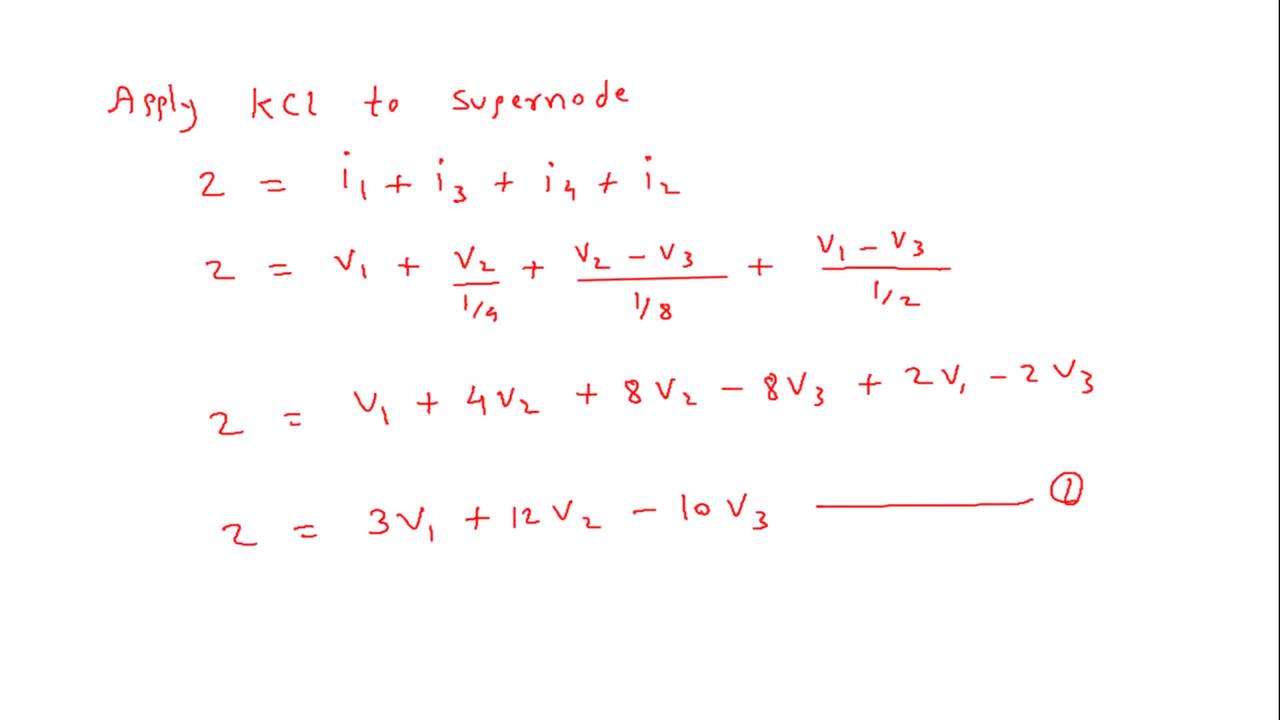 Apply KCl to supernode
2 = i₁ + i₃ + i₄ + i₂
2 = V₁ + V₂/(1/4) + (V₂ - V₃)/(1/8) + (V₁ - V₃)/(1/2)
2 = V₁ + 4V₂ + 8V₂ - 8V₃ + 2V₁ - 2V₃
2 = 3V₁ + 12V₂ - 10V₃ ——— ①